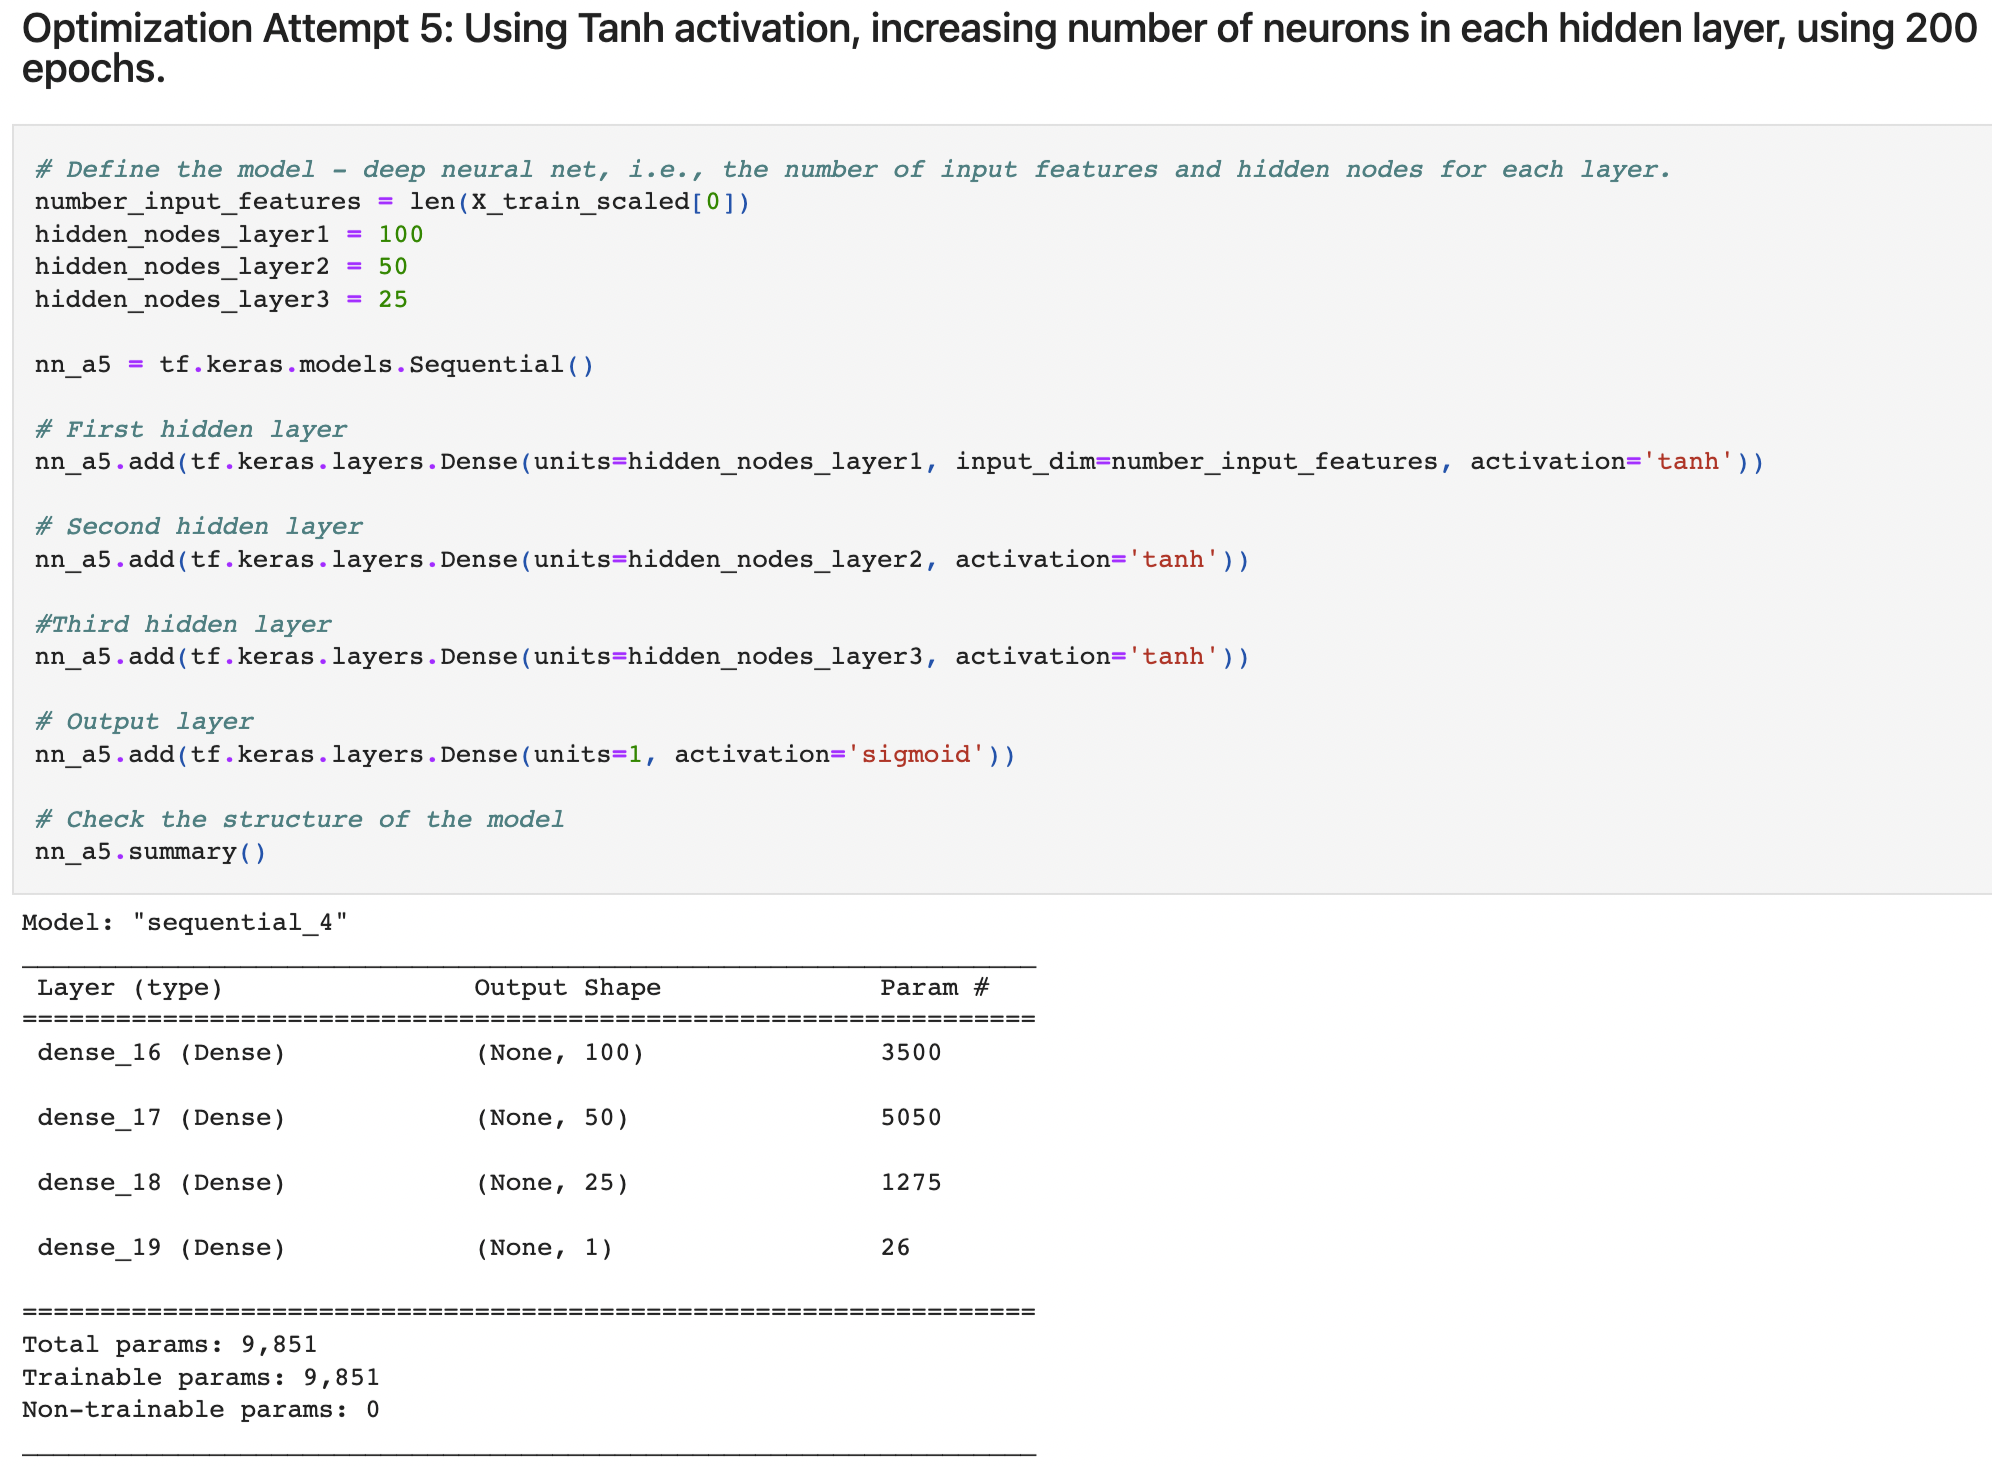 Optimization Attempt 5: Using Tanh activation, increasing number of neurons in each hidden layer, using 200
epochs.
# Define the model – deep neural net, i.e., the number of input features and hidden nodes for each layer.
number_input_features = len(X_train_scaled[0])
hidden_nodes_layer1 = 100
hidden_nodes_layer2 = 50
hidden_nodes_layer3 = 25
nn_a5 = tf.keras.models.Sequential()
# First hidden layer
nn_a5.add(tf.keras.layers.Dense(units=hidden_nodes_layer1, input_dim=number_input_features, activation='tanh'))
# Second hidden layer
nn_a5.add(tf.keras.layers.Dense(units=hidden_nodes_layer2, activation='tanh'))
#Third hidden layer
nn_a5.add(tf.keras.layers.Dense(units=hidden_nodes_layer3, activation='tanh'))
# Output layer
nn_a5.add(tf.keras.layers.Dense(units=1, activation='sigmoid'))
# Check the structure of the model
nn_a5.summary()
Model: "sequential_4"
_________________________________________________________________
Layer (type) Output Shape Param #
=================================================================
dense_16 (Dense) (None, 100) 3500
dense_17 (Dense) (None, 50) 5050
dense_18 (Dense) (None, 25) 1275
dense_19 (Dense) (None, 1) 26
=================================================================
Total params: 9,851
Trainable params: 9,851
Non-trainable params: 0
_________________________________________________________________